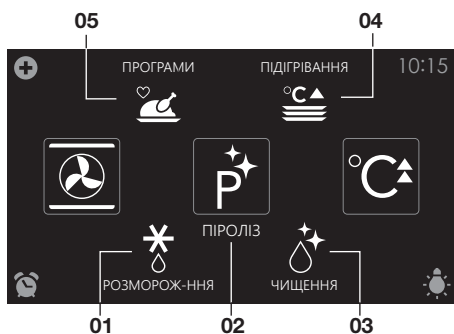 05 04
ПРОГРАМИ ПІДІГРІВАННЯ 10:15
°C
P °C
ПІРОЛІЗ
РОЗМОРОЖ-ННЯ ЧИЩЕННЯ
01 02 03